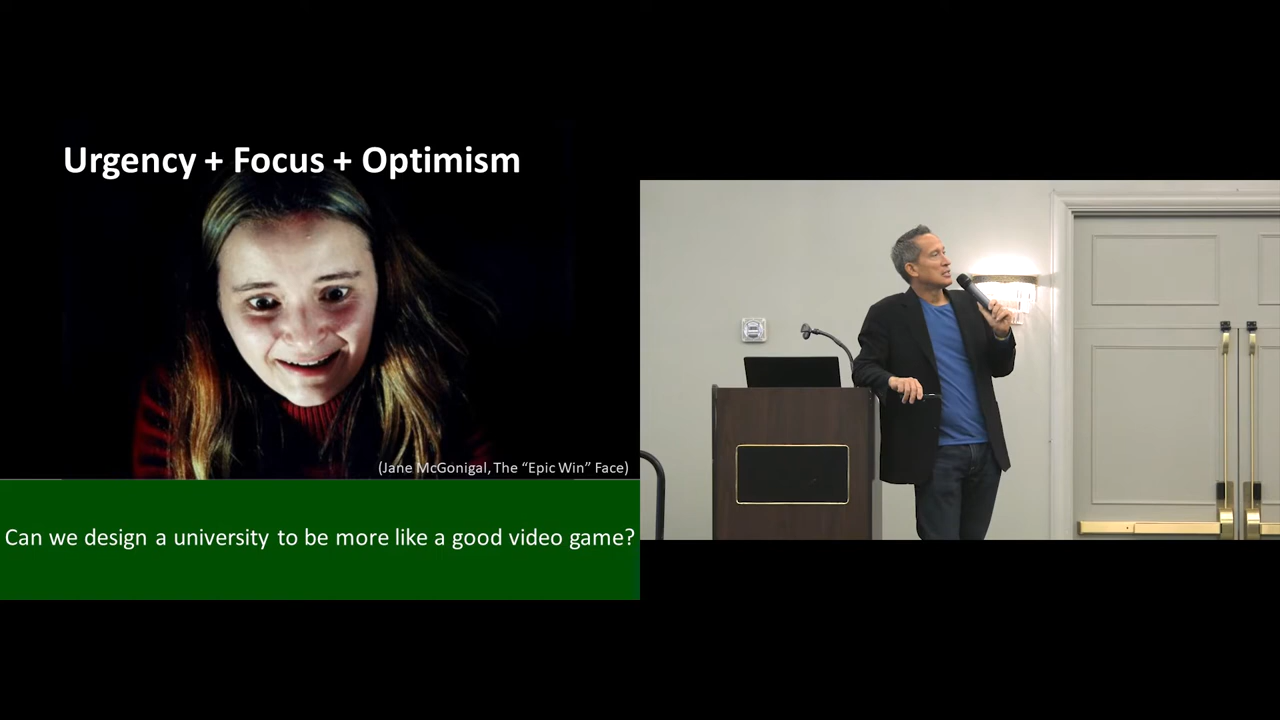 Urgency + Focus + Optimism
(Jane McGonigal, The “Epic Win” Face)
Can we design a university to be more like a good video game?